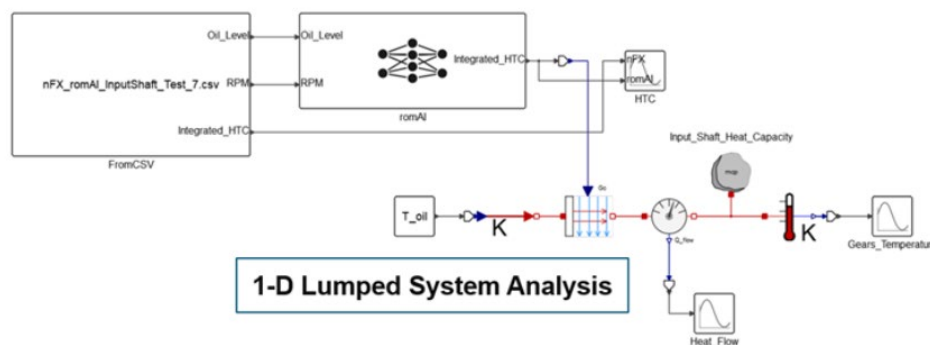 Oil_Level
Oil_Level
nFX_romAI_InputShaft_Test_7.csv
RPM
RPM
Integrated_HTC
Integrated_HTC
FromCSV
romAI
nFX
romAI
HTC
Input_Shaft_Heat_Capacity
T_oil
K
Gc
Q_flow
K
Gears_Temperatur
1-D Lumped System Analysis
Heat_Flow